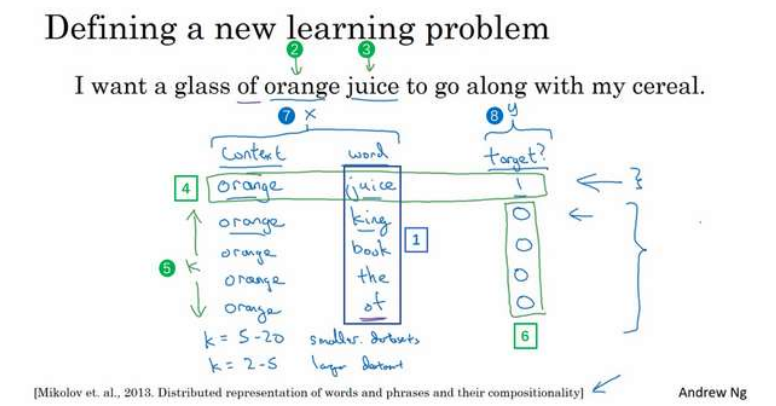 Defining a new learning problem
2 3
I want a glass of orange juice to go along with my cereal.
7 x 8 y
Context word target?
4 orange juice 1
orange king 0
orange book 1 0
5 k orange the 0
orange of 0
k = 5-20 smaller datasets 6
k = 2-5 larger dataset
[Mikolov et. al., 2013. Distributed representation of words and phrases and their compositionality] Andrew Ng